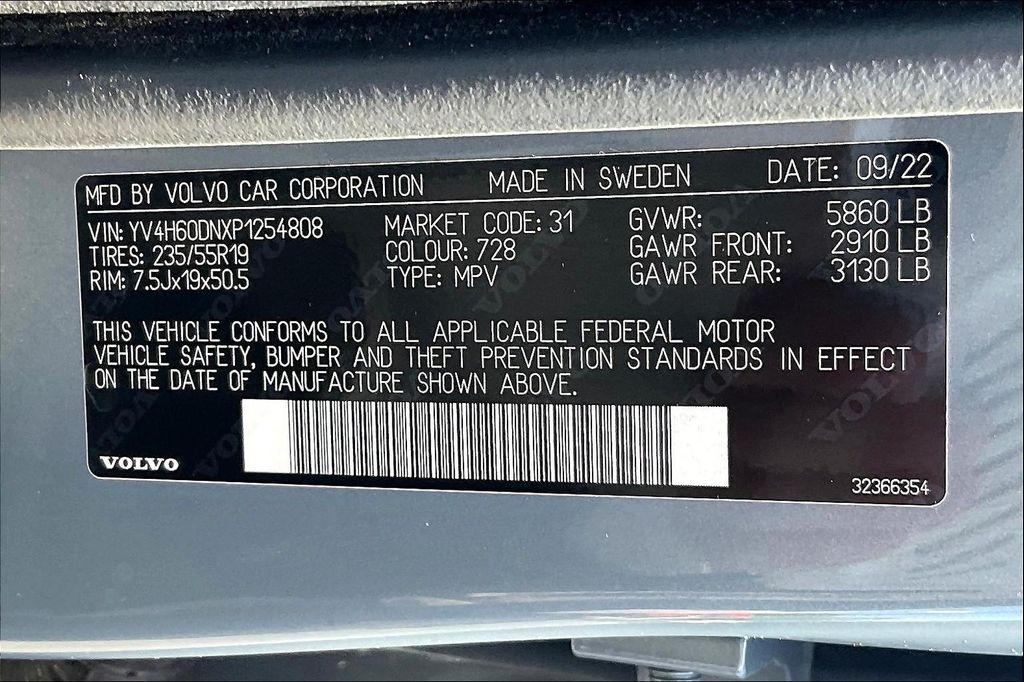 MFD BY VOLVO CAR CORPORATION MADE IN SWEDEN DATE: 09/22
VIN: YV4H60DNXP1254808 MARKET CODE: 31 GVWR: 5860 LB
TIRES: 235/55R19 COLOUR: 728 GAWR FRONT: 2910 LB
RIM: 7.5Jx19x50.5 TYPE: MPV GAWR REAR: 3130 LB
THIS VEHICLE CONFORMS TO ALL APPLICABLE FEDERAL MOTOR
VEHICLE SAFETY, BUMPER AND THEFT PREVENTION STANDARDS IN EFFECT
ON THE DATE OF MANUFACTURE SHOWN ABOVE.
VOLVO
32366354